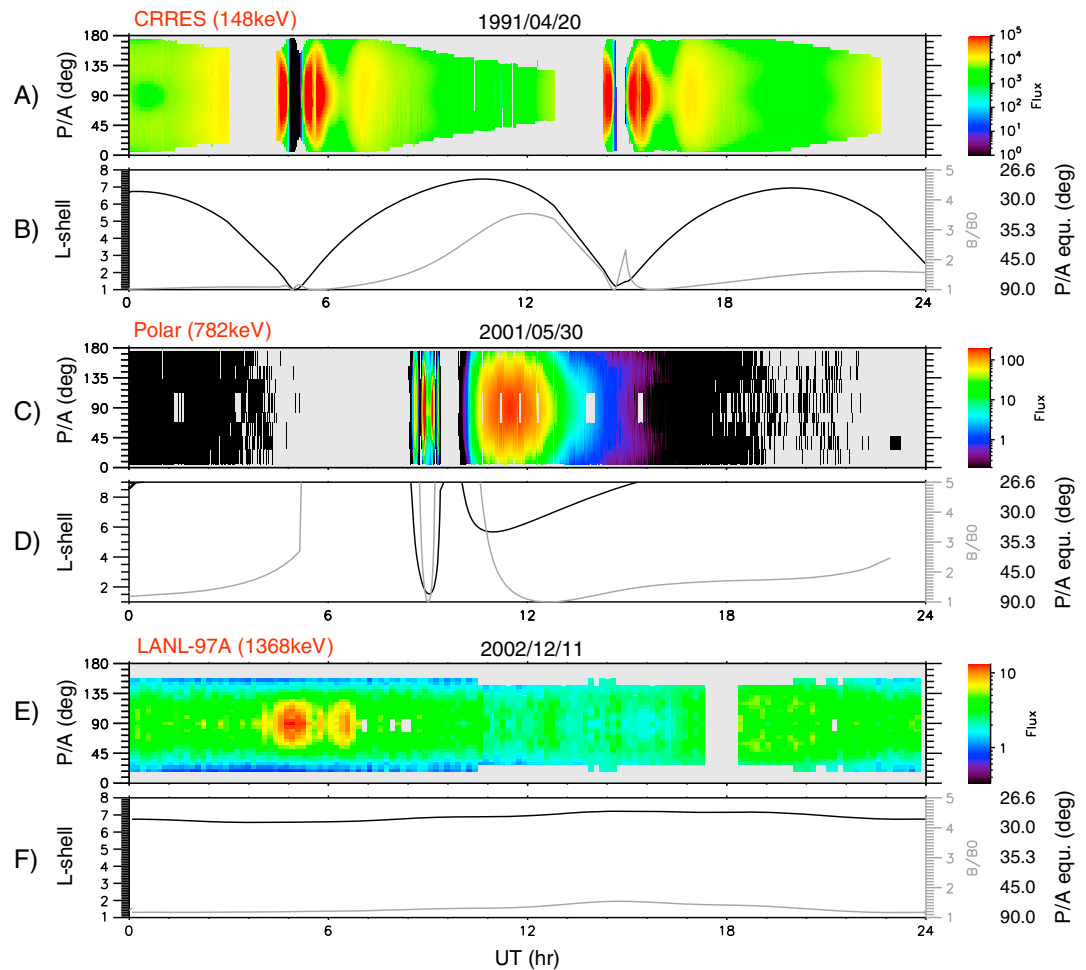 CRRES (148keV) 1991/04/20
A)
P/A (deg)
180
135
90
45
0
10^5
10^4
10^3
10^2
10^1
10^0
Flux
B)
L-shell
8
7
6
5
4
3
2
1
0 6 12 18 24
5
4
3
2
1
B/B0
26.6
30.0
35.3
45.0
90.0
P/A equ. (deg)
Polar (782keV) 2001/05/30
C)
P/A (deg)
180
135
90
45
0
100
10
1
Flux
D)
L-shell
8
6
4
2
0 6 12 18 24
5
4
3
2
1
B/B0
26.6
30.0
35.3
45.0
90.0
P/A equ. (deg)
LANL-97A (1368keV) 2002/12/11
E)
P/A (deg)
180
135
90
45
0
10
1
Flux
F)
L-shell
8
7
6
5
4
3
2
1
0 6 12 18 24
5
4
3
2
1
B/B0
26.6
30.0
35.3
45.0
90.0
P/A equ. (deg)
UT (hr)